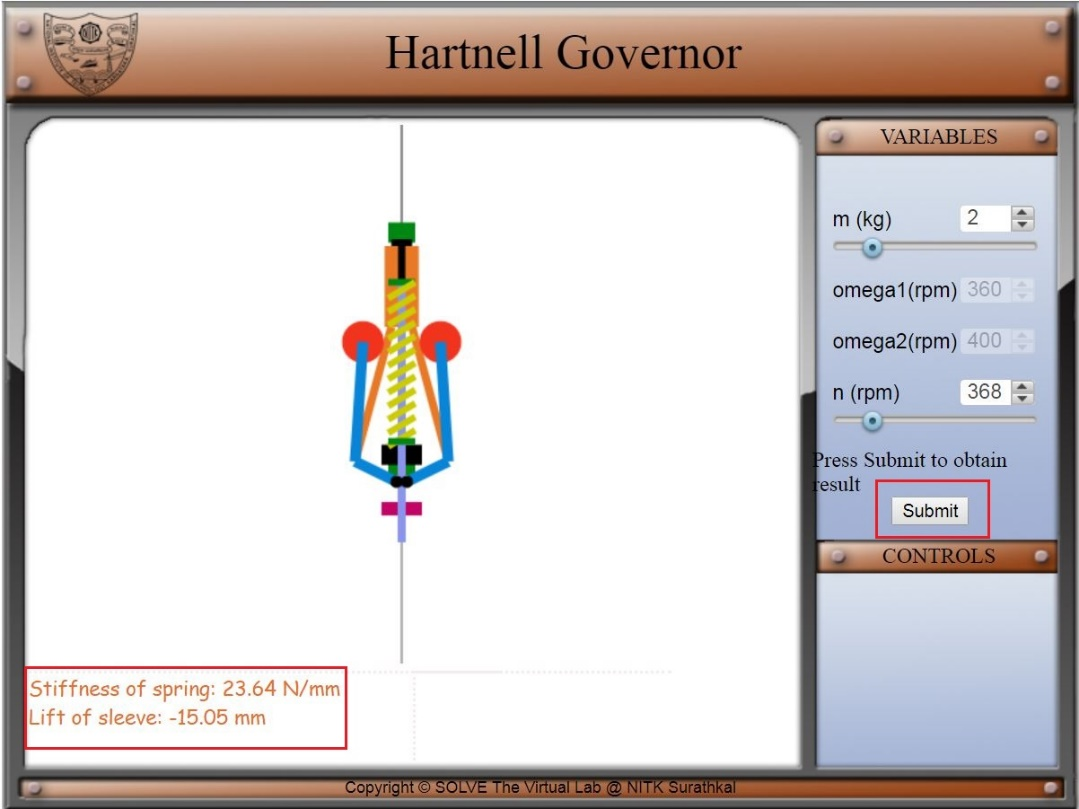 Hartnell Governor
VARIABLES
m (kg) 2
omega1(rpm) 360
omega2(rpm) 400
n (rpm) 368
Press Submit to obtain
result
Submit
CONTROLS
Stiffness of spring: 23.64 N/mm
Lift of sleeve: -15.05 mm
Copyright © SOLVE The Virtual Lab @ NITK Surathkal